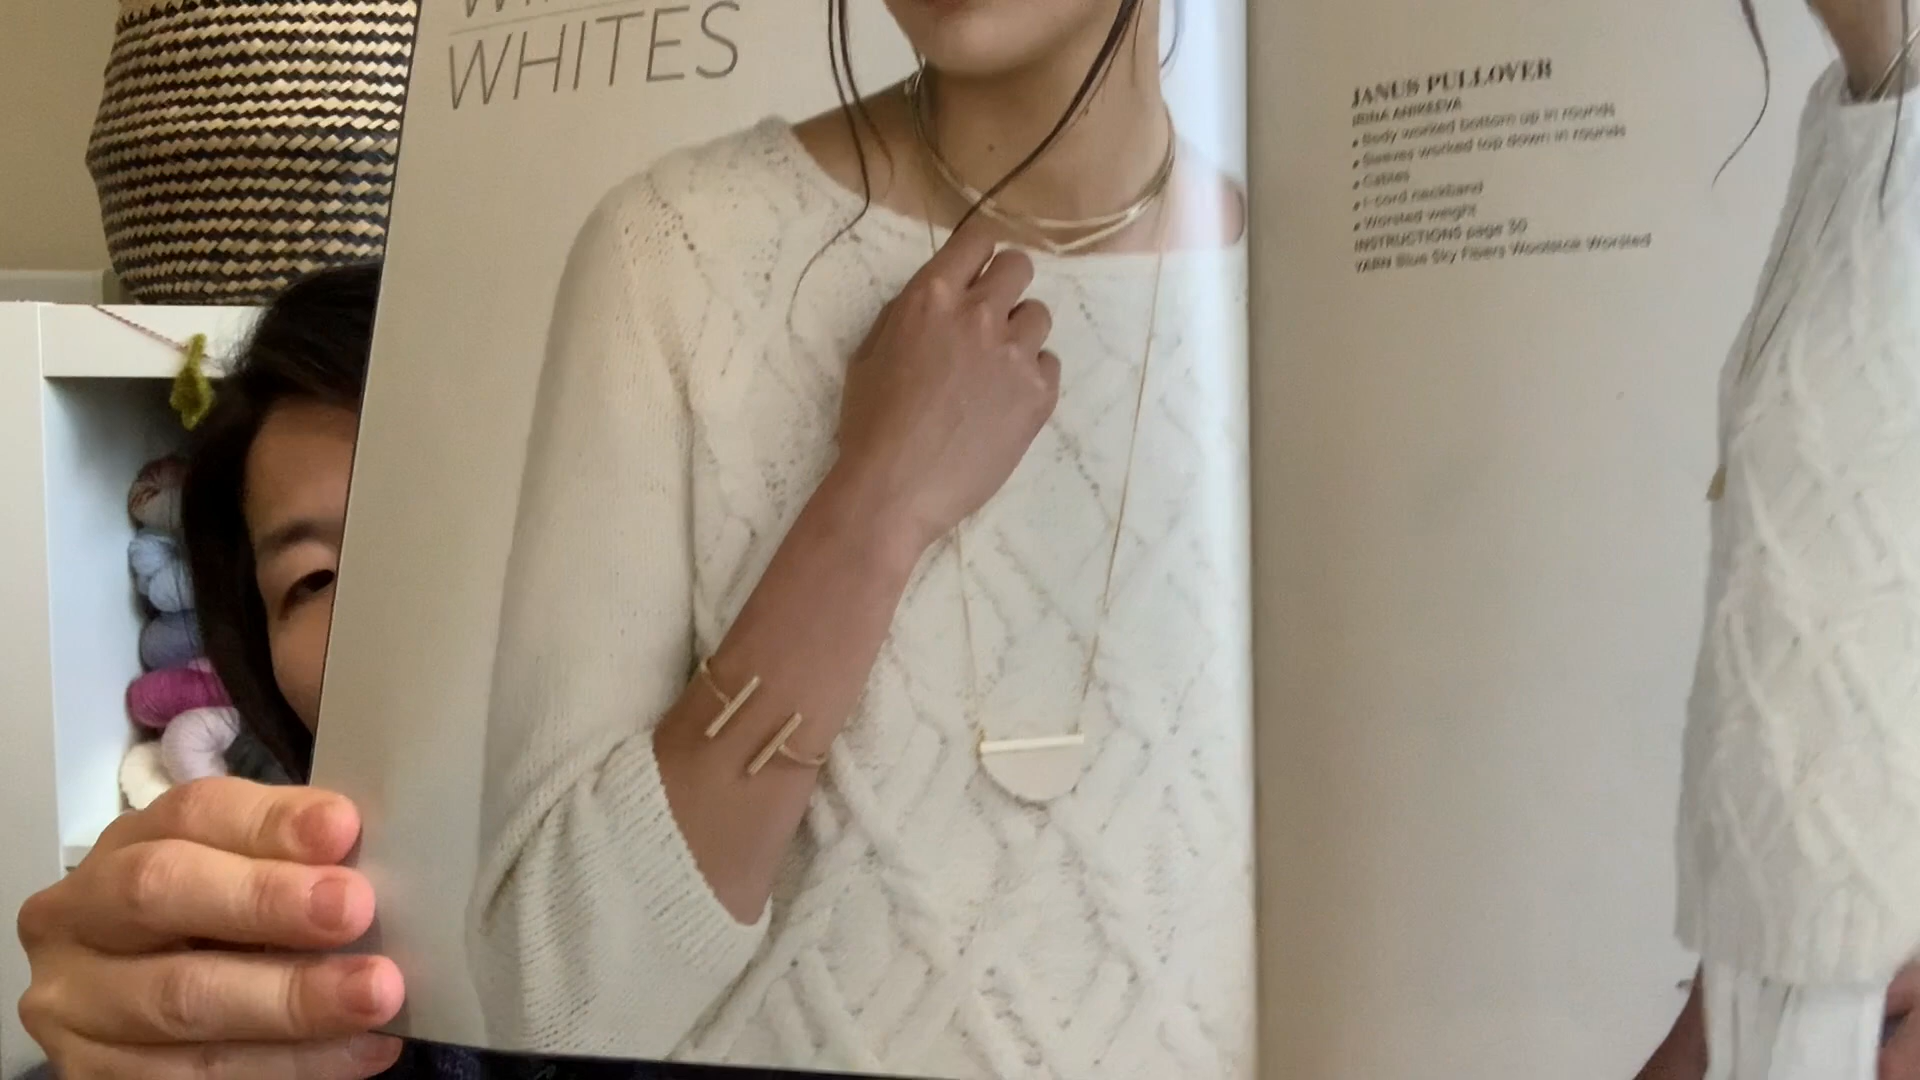 WHITES
JANUS PULLOVER
IRINA ANIKEEVA
• Body worked bottom up in rounds
• Sleeves worked top down in rounds
• Cables
• I-cord neckband
• Worsted weight
INSTRUCTIONS page 30
YARN Blue Sky Fibers Woolstok Worsted